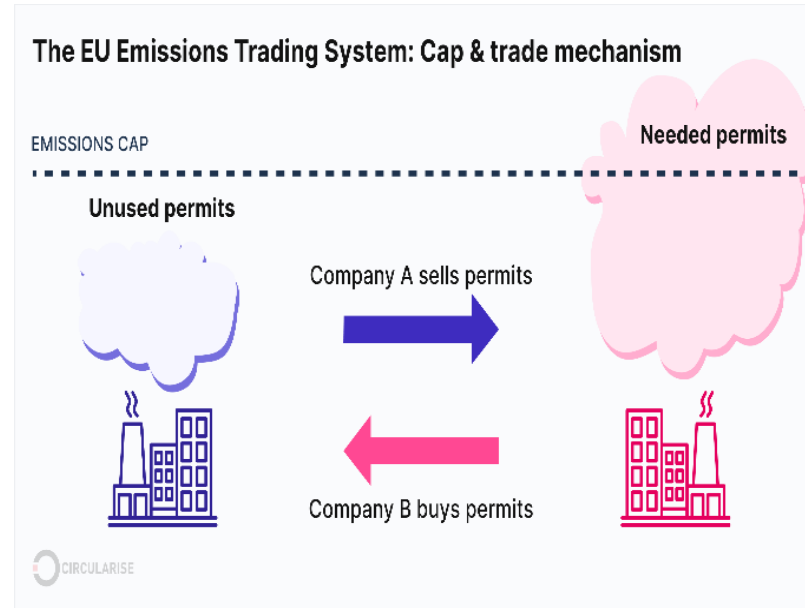 The EU Emissions Trading System: Cap & trade mechanism
EMISSIONS CAP
Needed permits
Unused permits
Company A sells permits
Company B buys permits
CIRCULARISE